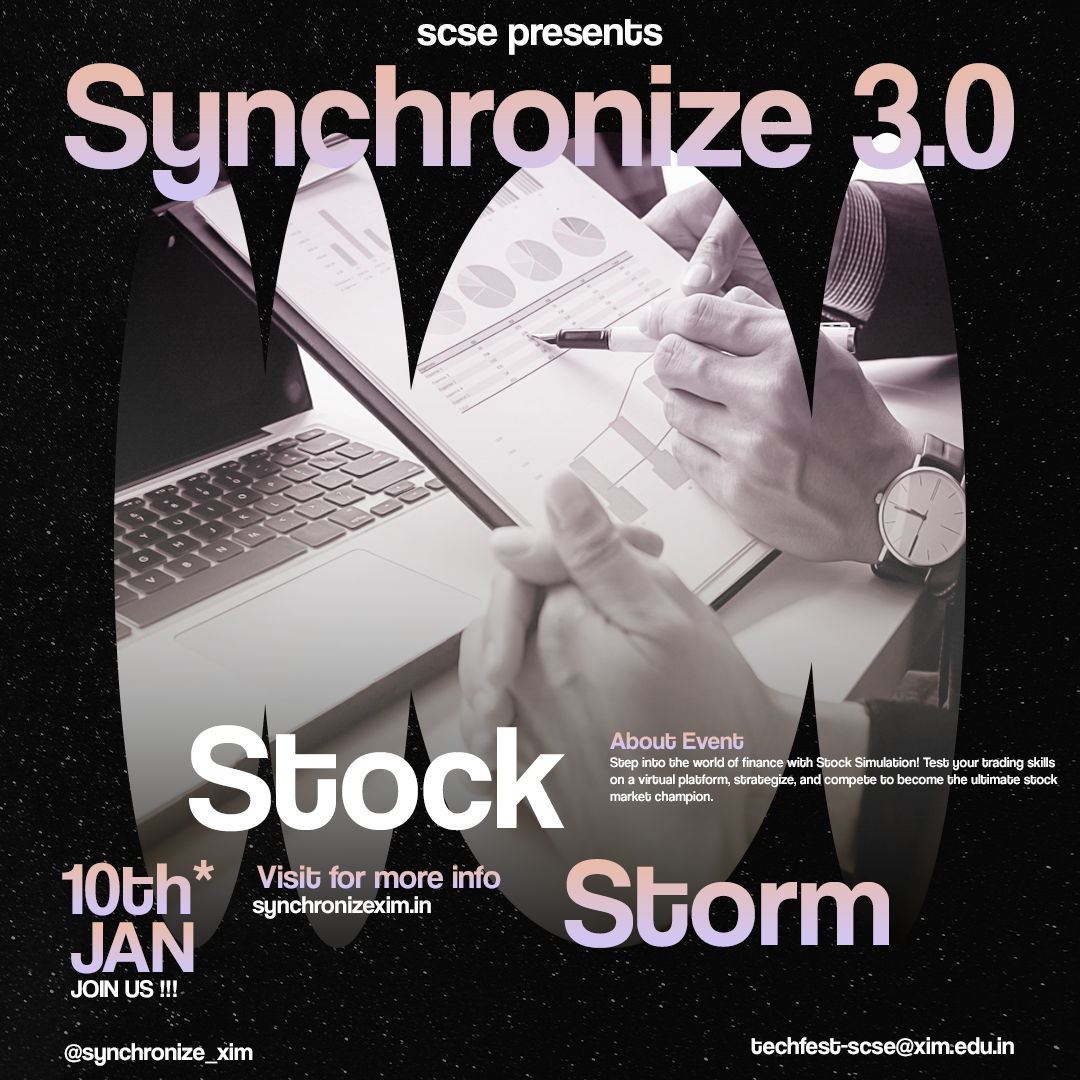 scse presents
Synchronize 3.0
Stock
About Event
Step into the world of finance with Stock Simulation! Test your trading skills
on a virtual platform, strategize, and compete to become the ultimate stock
market champion.
10th*
JAN
JOIN US !!!
Visit for more info
synchronizexim.in
Storm
@synchronize_xim
techfest-scse@xim.edu.in